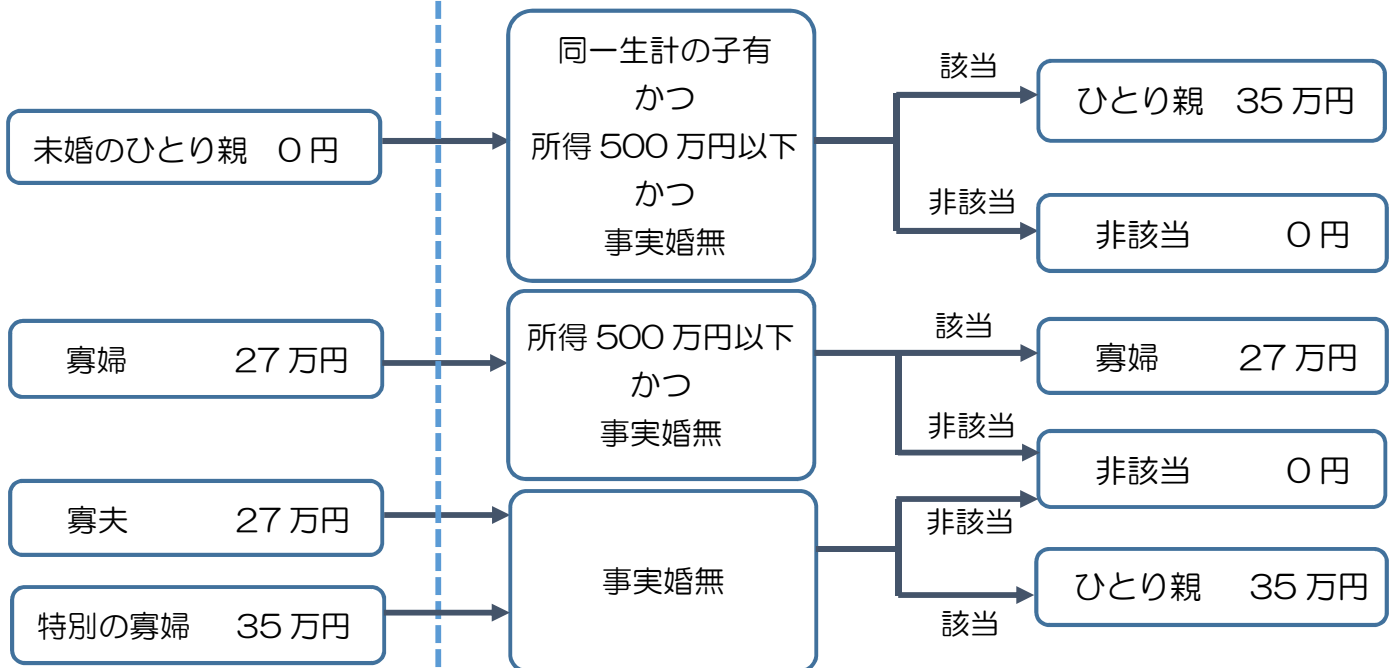 未婚のひとり親 0円
同一生計の子有
かつ
所得500万円以下
かつ
事実婚無
該当
ひとり親 35万円
非該当
非該当 0円
寡婦 27万円
所得500万円以下
かつ
事実婚無
該当
寡婦 27万円
非該当
非該当 0円
寡夫 27万円
特別の寡婦 35万円
事実婚無
非該当
該当
ひとり親 35万円